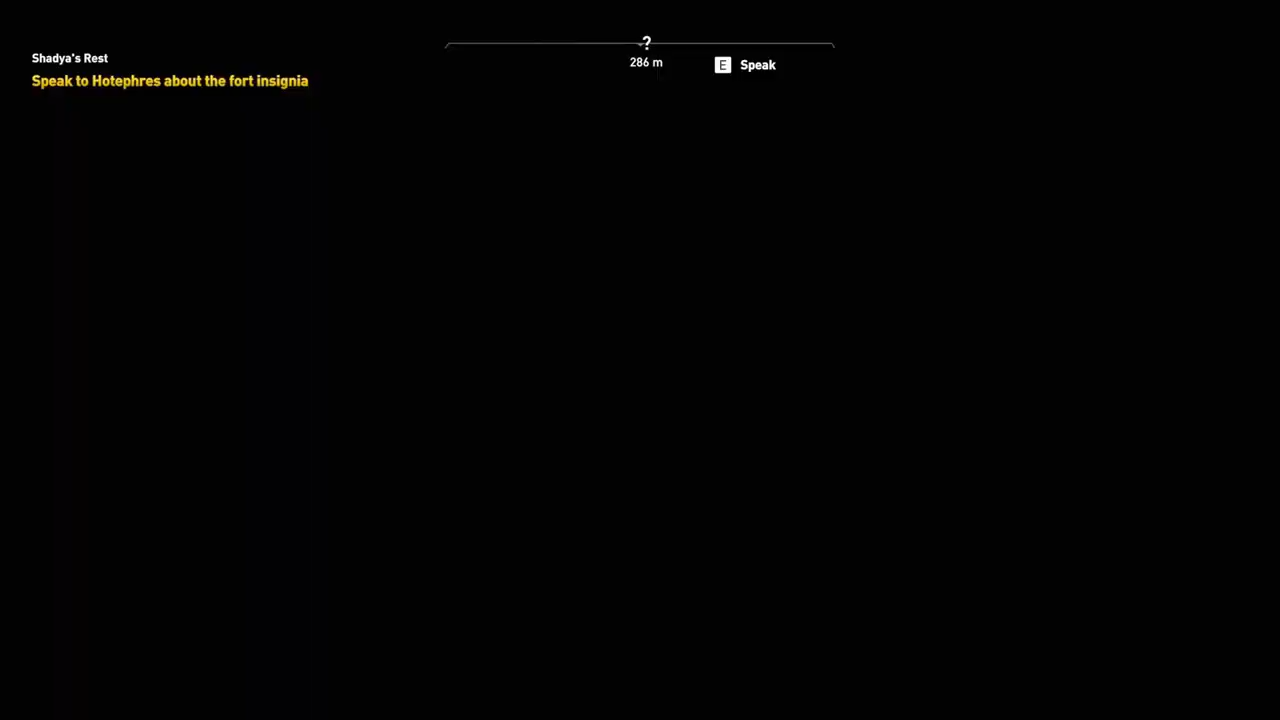 Shadya's Rest
Speak to Hotephres about the fort insignia
?
286 m
E Speak